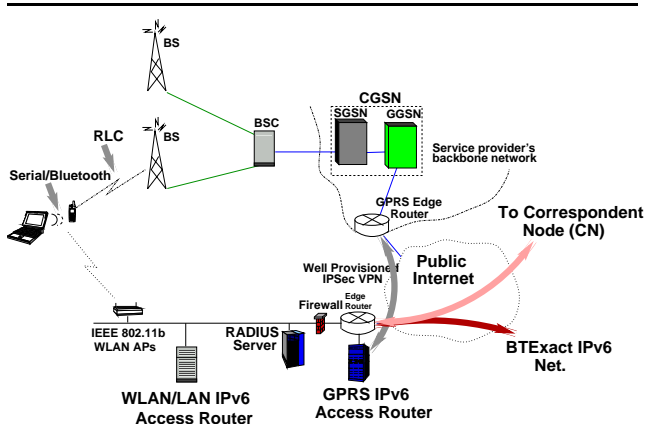 BS
CGSN
BSC
SGSN
GGSN
RLC
BS
Service provider's
backbone network
Serial/Bluetooth
GPRS Edge
Router
To Correspondent
Node (CN)
Public
Internet
Well Provisioned
IPSec VPN
Edge
Router
Firewall
IEEE 802.11b
WLAN APs
RADIUS
Server
BTExact IPv6
Net.
WLAN/LAN IPv6
Access Router
GPRS IPv6
Access Router